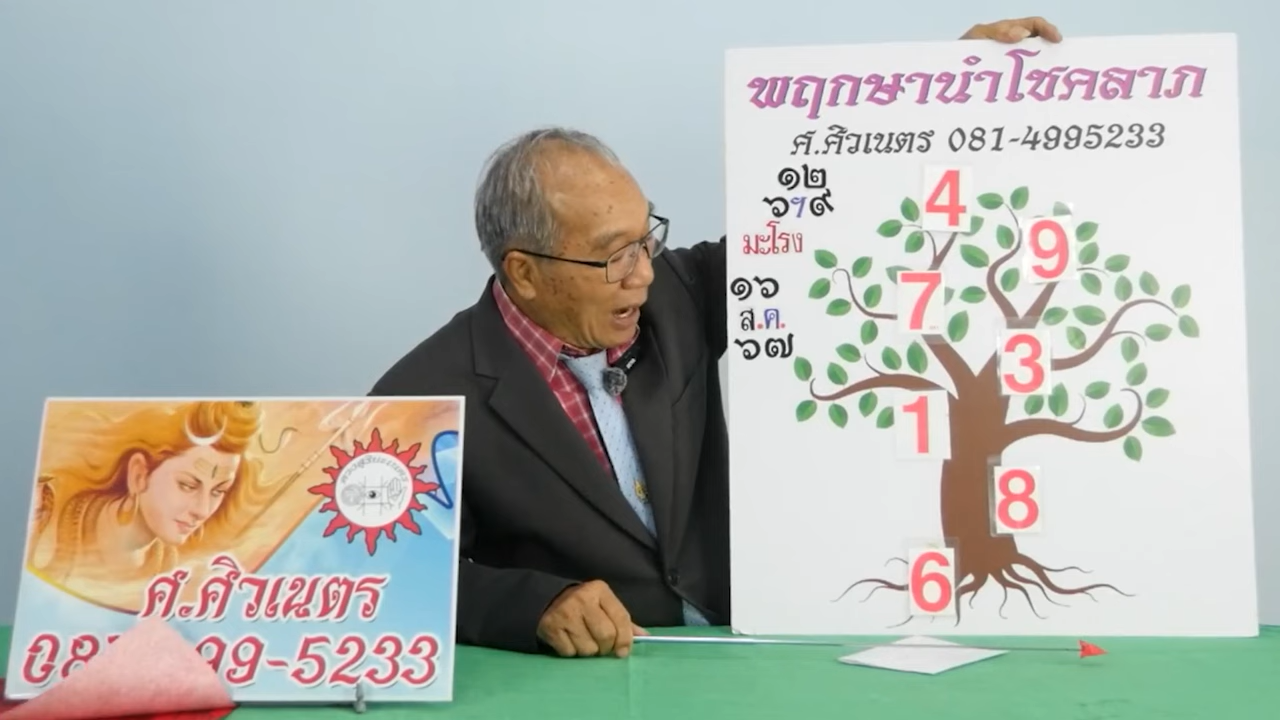 พฤกษานำโชคลาภ
ศ.ศิวเนตร 081-4995233
๑๒
๖ฯ๙
มะโรง
๑๖
ส.ค.
๖๗
4
9
7
3
1
8
6
ศ.ศิวเนตร
99-5233